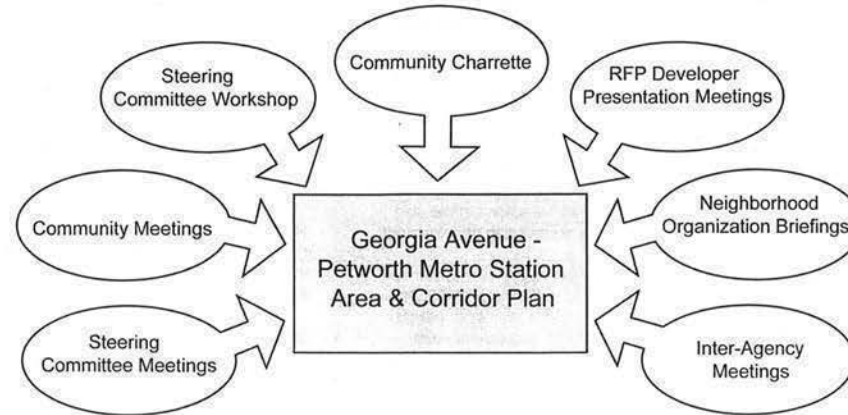 Community Charrette
Steering
Committee Workshop
RFP Developer
Presentation Meetings
Community Meetings
Neighborhood
Organization Briefings
Georgia Avenue -
Petworth Metro Station
Area & Corridor Plan
Steering
Committee Meetings
Inter-Agency
Meetings